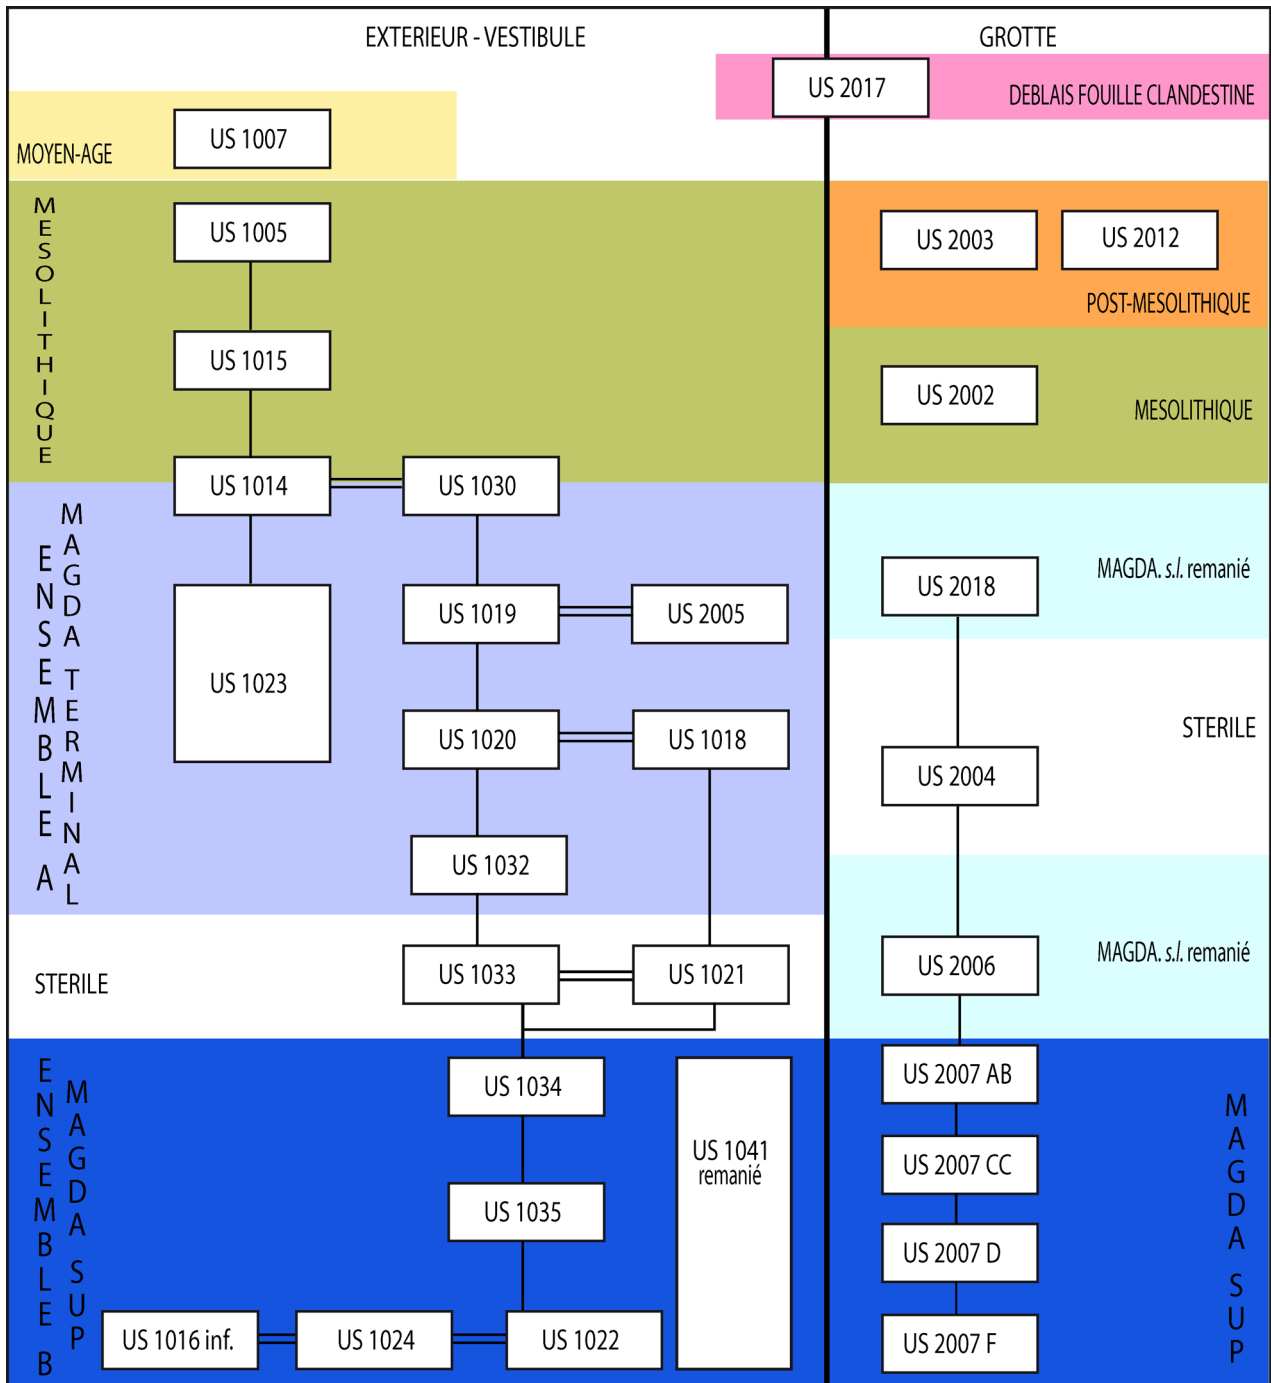 EXTERIEUR - VESTIBULE
GROTTE
US 2017
DEBLAIS FOUILLE CLANDESTINE
US 1007
MOYEN-AGE
MESOLITHIQUE
US 1005
US 1015
US 2003
US 2012
POST-MESOLITHIQUE
US 2002
MESOLITHIQUE
US 1014
US 1030
ENSEMBLE A
MAGDA TERMINAL
US 1019
US 2005
US 1023
US 1020
US 1018
US 1032
MAGDA. s.l. remanié
US 2018
STÉRILE
US 2004
STÉRILE
US 1033
US 1021
US 2006
MAGDA. s.l. remanié
ENSEMBLE B
MAGDA SUP
US 1034
US 1041
remanié
US 1035
US 1016 inf.
US 1024
US 1022
US 2007 AB
US 2007 CC
US 2007 D
US 2007 F
MAGDA SUP